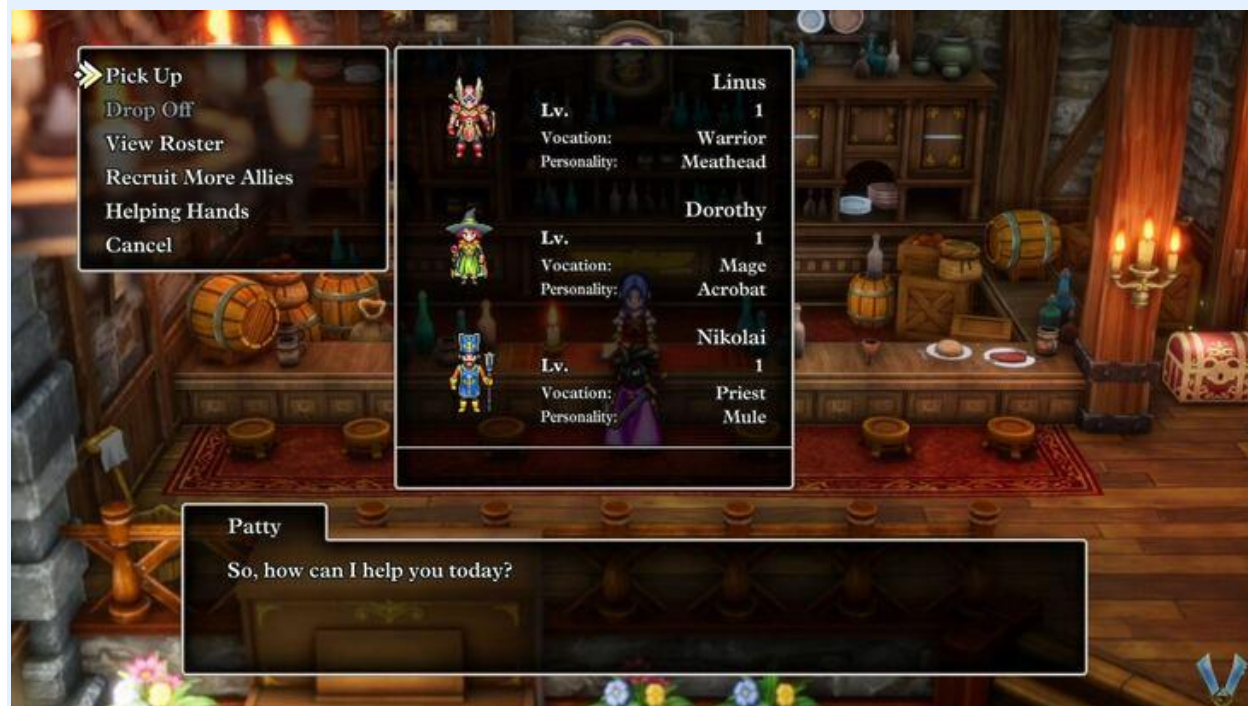 Pick Up
Drop Off
View Roster
Recruit More Allies
Helping Hands
Cancel
Linus
Lv. 1
Vocation: Warrior
Personality: Meathead
Dorothy
Lv. 1
Vocation: Mage
Personality: Acrobat
Nikolai
Lv. 1
Vocation: Priest
Personality: Mule
Patty
So, how can I help you today?